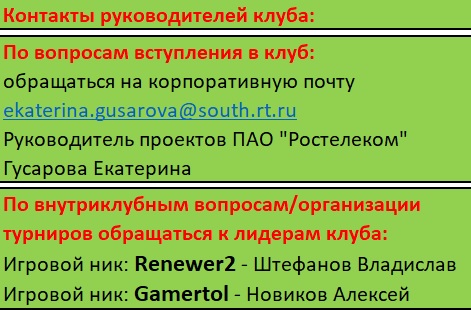 Контакты руководителей клуба:
По вопросам вступления в клуб:
обращаться на корпоративную почту
ekaterina.gusarova@south.rt.ru
Руководитель проектов ПАО "Ростелеком"
Гусарова Екатерина
По внутриклубным вопросам/организации
турниров обращаться к лидерам клуба:
Игровой ник: Renewer2 - Штефанов Владислав
Игровой ник: Gamertol - Новиков Алексей